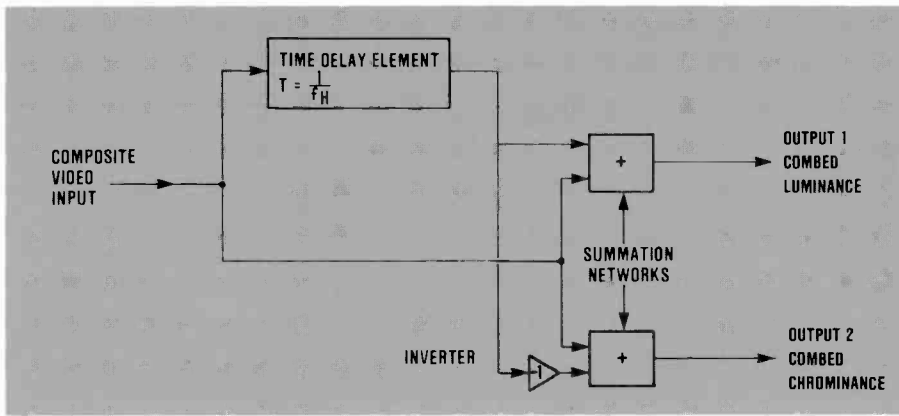 TIME DELAY ELEMENT
T = 1/fH
COMPOSITE
VIDEO
INPUT
+
OUTPUT 1
COMBED
LUMINANCE
SUMMATION
NETWORKS
INVERTER
-1
+
OUTPUT 2
COMBED
CHROMINANCE